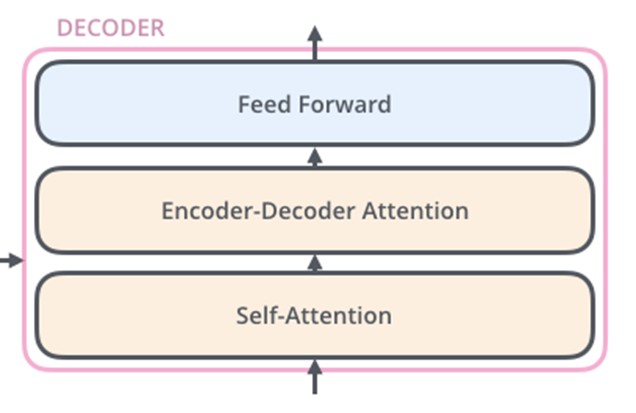 DECODER
Feed Forward
Encoder-Decoder Attention
Self-Attention